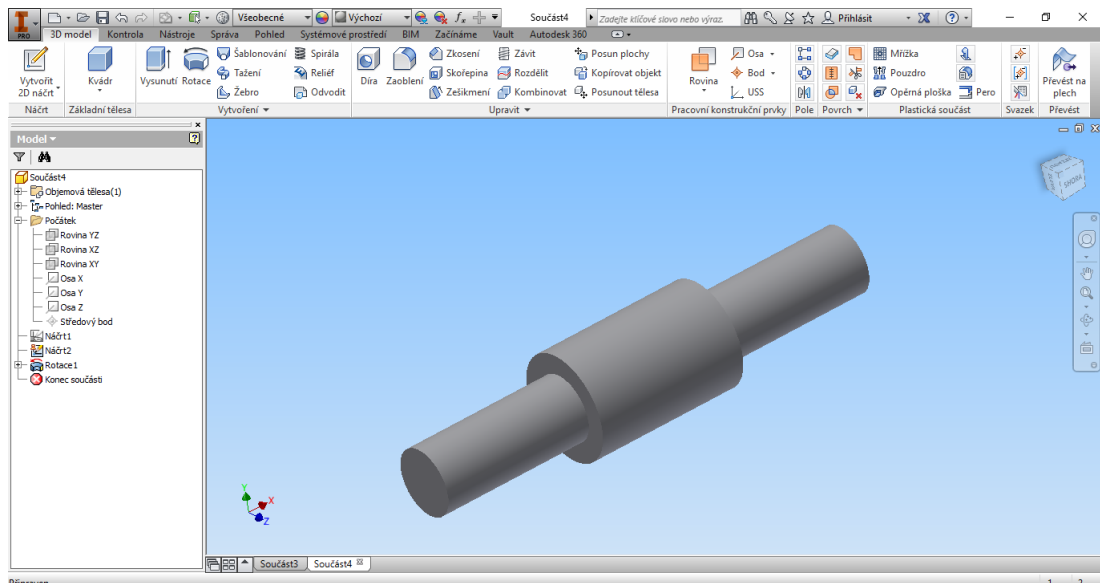 Všeobecné Výchozí fx Součást4 Zadejte klíčové slovo nebo výraz. Přihlásit
PRO 3D model Kontrola Nástroje Správa Pohled Systémové prostředí BIM Začínáme Vault Autodesk 360
Šablonování Spirála Zkosení Závit Posun plochy Osa Mřížka
Tažení Reliéf Skořepina Rozdělit Kopírovat objekt Bod Pouzdro
Vytvořit 2D náčrt Kvádr Vysunutí Rotace Žebro Odvodit Díra Zaoblení Zešikmení Kombinovat Posunout tělesa Rovina USS Opěrná ploška Pero Převést na plech
Náčrt Základní tělesa Vytvoření Upravit Pracovní konstrukční prvky Pole Povrch Plastická součást Svazek Převést
Model
Součást4
Objemová tělesa(1)
Pohled: Master
Počátek
Rovina YZ
Rovina XZ
Rovina XY
Osa X
Osa Y
Osa Z
Středový bod
Náčrt1
Náčrt2
Rotace1
Konec součásti
SHORA
Y
X
Z
Součást3 Součást4
Připraven 1 2